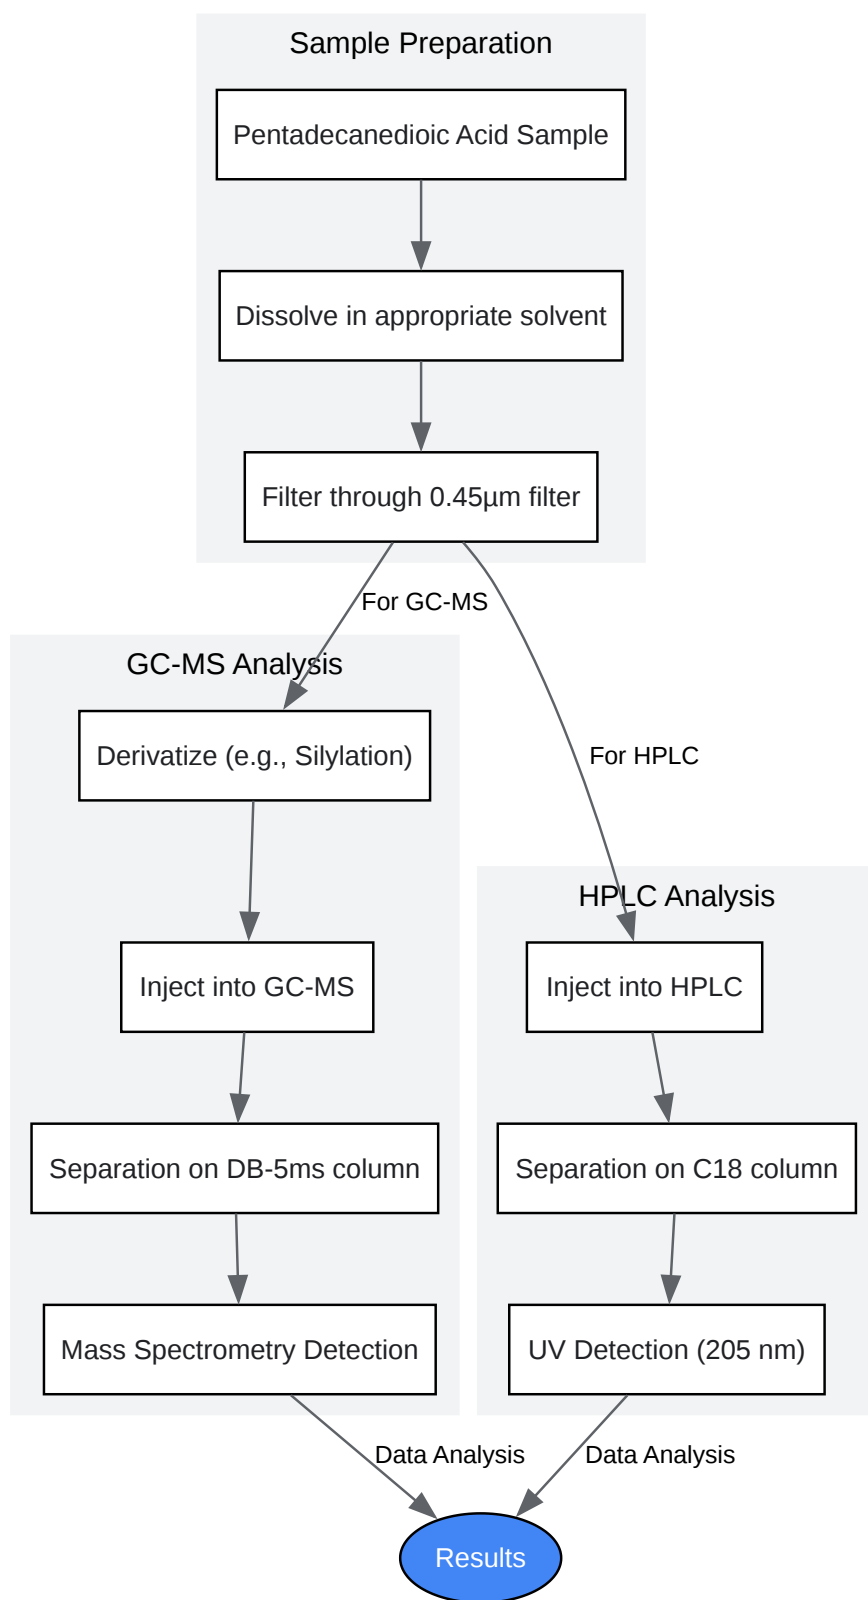 Sample Preparation
Pentadecanedioic Acid Sample
Dissolve in appropriate solvent
Filter through 0.45µm filter
For GC-MS
GC-MS Analysis
Derivatize (e.g., Silylation)
For HPLC
HPLC Analysis
Inject into GC-MS
Inject into HPLC
Separation on DB-5ms column
Separation on C18 column
Mass Spectrometry Detection
UV Detection (205 nm)
Data Analysis
Data Analysis
Results